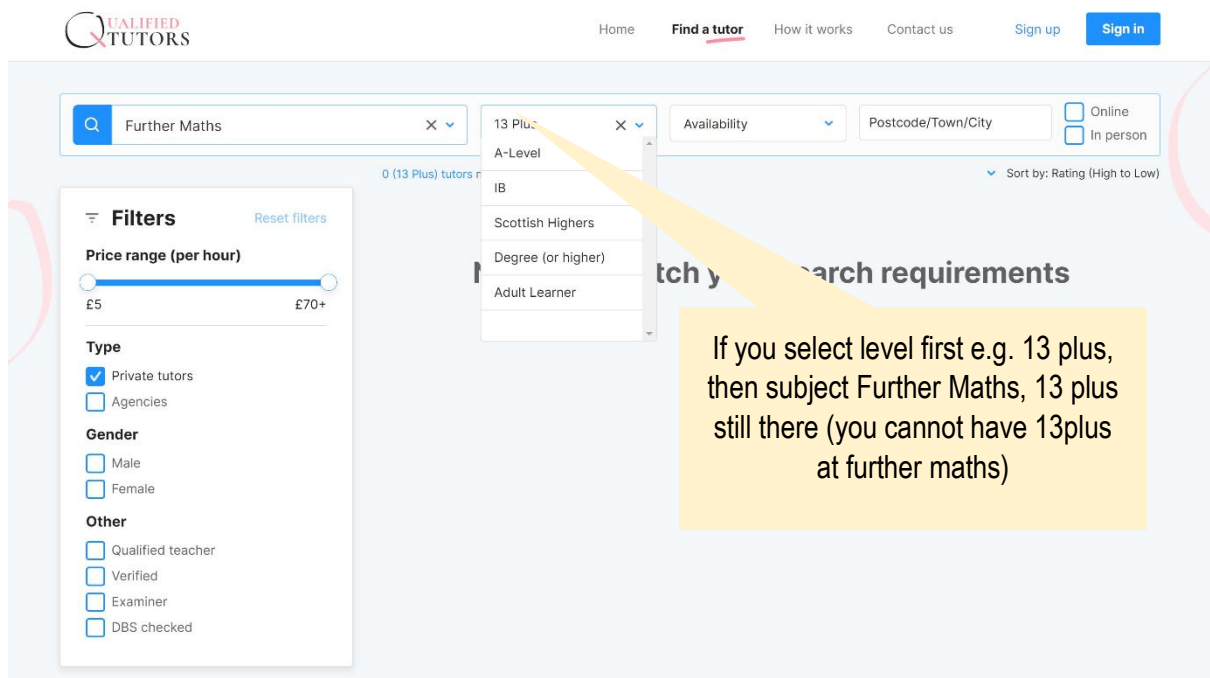 QUALIFIED
TUTORS
Home Find a tutor How it works Contact us Sign up Sign in
Further Maths
13 Plus
Availability
Postcode/Town/City
Online
In person
A-Level
IB
Scottish Highers
Degree (or higher)
Adult Learner
0 (13 Plus) tutors
Sort by: Rating (High to Low)
Filters Reset filters
Price range (per hour)
£5 £70+
Type
Private tutors
Agencies
Gender
Male
Female
Other
Qualified teacher
Verified
Examiner
DBS checked
requirements
If you select level first e.g. 13 plus,
then subject Further Maths, 13 plus
still there (you cannot have 13plus
at further maths)